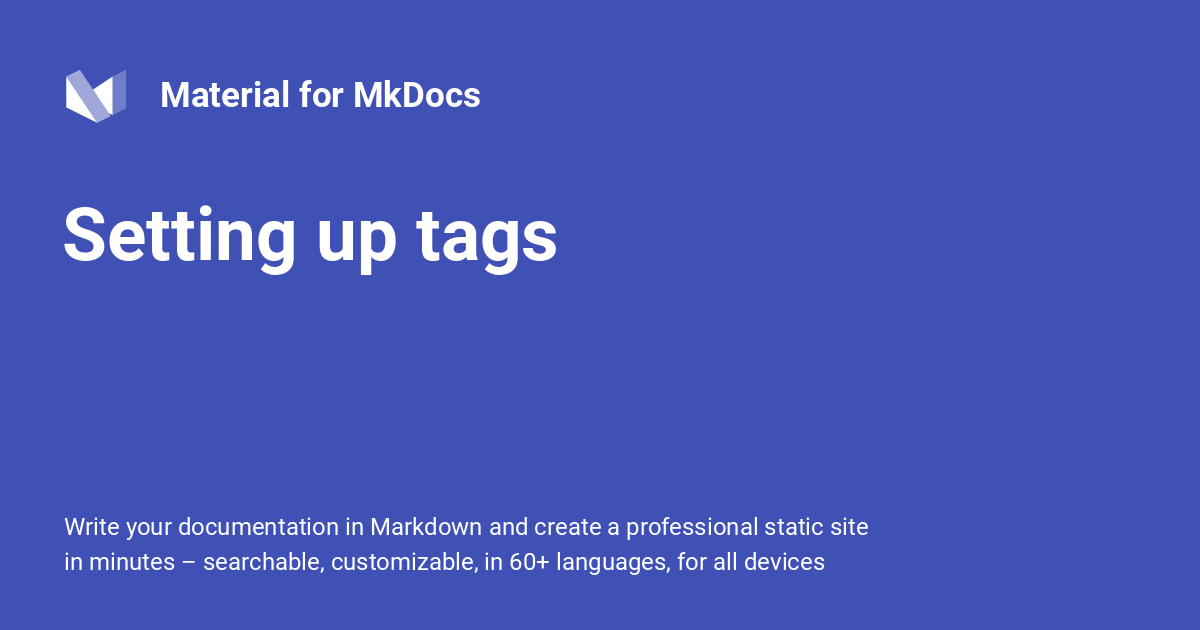 Material for MkDocs
Setting up tags
Write your documentation in Markdown and create a professional static site
in minutes – searchable, customizable, in 60+ languages, for all devices